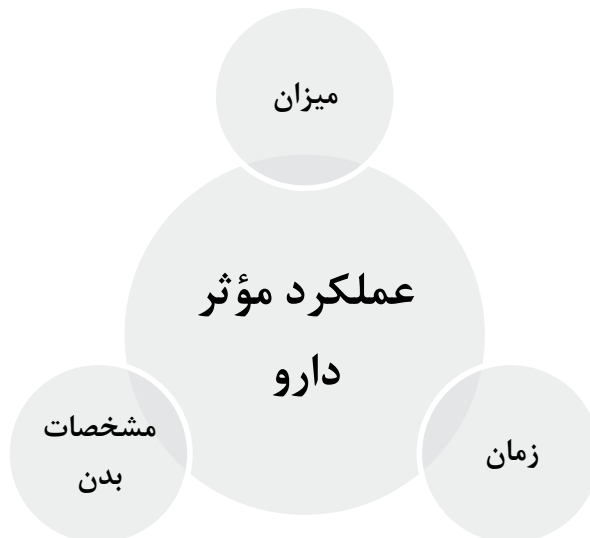 میزان
عملکرد مؤثر
دارو
زمان
مشخصات
بدن